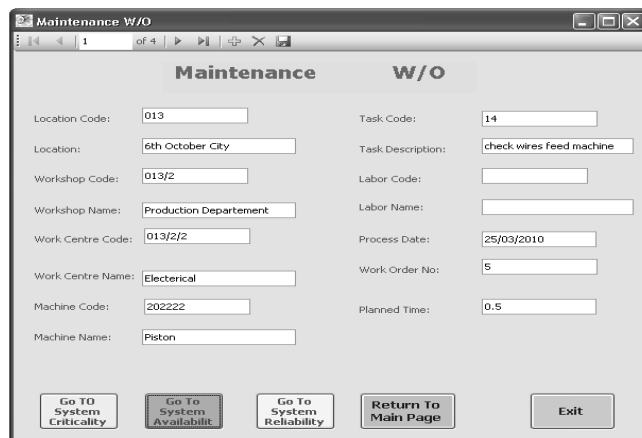 Maintenance W/O
1 of 4
Maintenance W/O
Location Code: 013
Location: 6th October City
Workshop Code: 013/2
Workshop Name: Production Departement
Work Centre Code: 013/2/2
Work Centre Name: Electerical
Machine Code: 202222
Machine Name: Piston
Task Code: 14
Task Description: check wires feed machine
Labor Code:
Labor Name:
Process Date: 25/03/2010
Work Order No: 5
Planned Time: 0.5
Go TO
System
Criticality
Go To
System
Availabilit
Go To
System
Reliability
Return To
Main Page
Exit